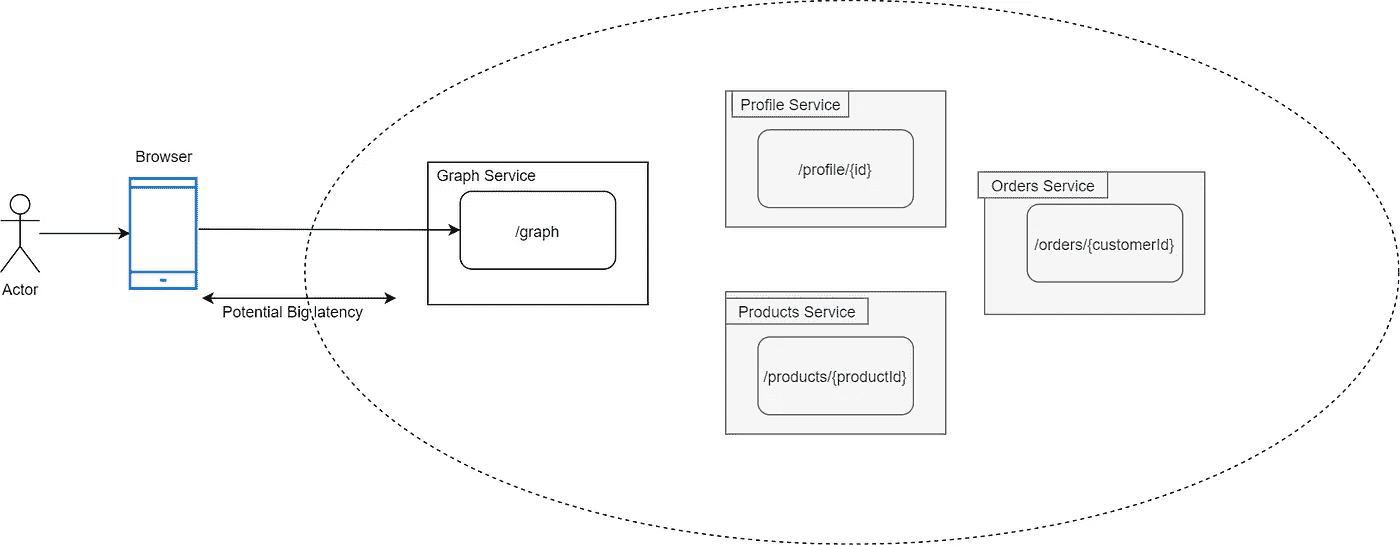 Browser
Actor
Potential Big latency
Graph Service
/graph
Profile Service
/profile/{id}
Orders Service
/orders/{customerId}
Products Service
/products/{productId}